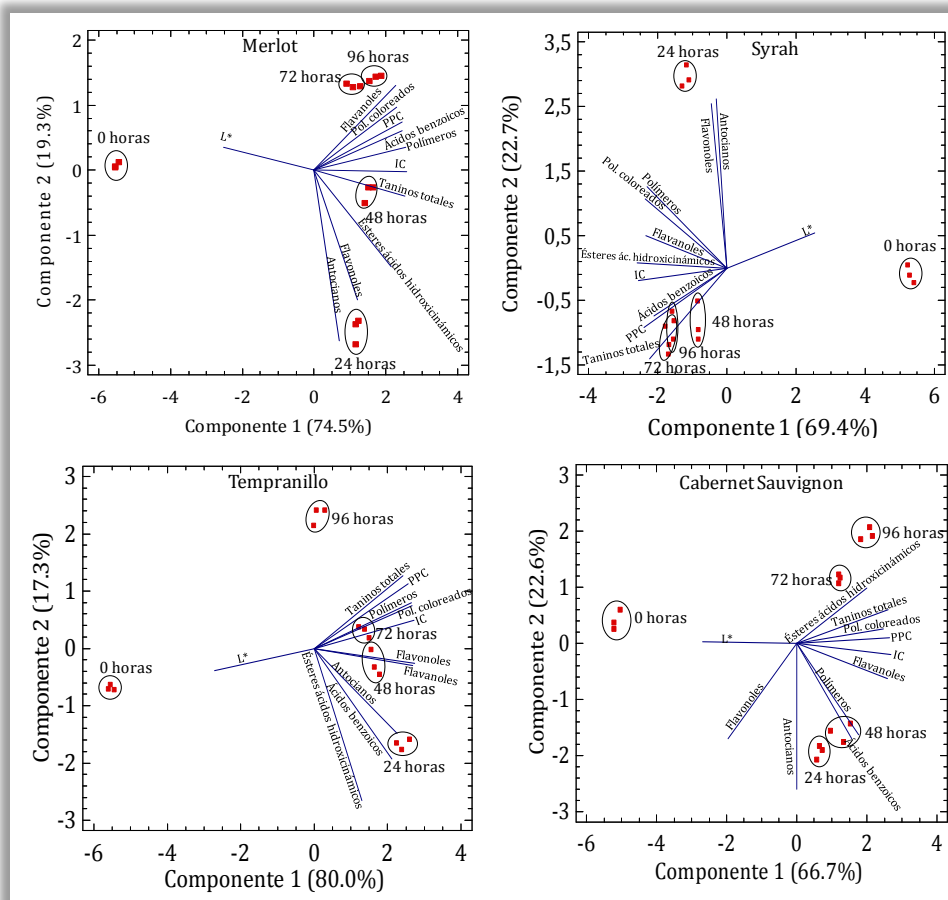 Merlot
2
1
0
-1
-2
-3
-6
-4
-2
0
2
4
Componente 1 (74.5%)
Componente 2 (19.3%)
0 horas
72 horas
96 horas
48 horas
24 horas
L*
Flavanoles
Pol. coloreados
PPC
Ácidos benzoicos
Polímeros
IC
Taninos totales
Ésteres ácidos hidroxicinámicos
Flavonoles
Antocianos
Syrah
3,5
2,5
1,5
0,5
-0,5
-1,5
-6
-4
-2
0
2
4
6
Componente 1 (69.4%)
Componente 2 (22.7%)
24 horas
0 horas
48 horas
96 horas
72 horas
Antocianos
Flavonoles
Pol. coloreados
Polímeros
Flavanoles
Ésteres ác. hidroxicinámicos
IC
Ácidos benzoicos
PPC
Taninos totales
L*
Tempranillo
3
2
1
0
-1
-2
-3
-6
-4
-2
0
2
4
Componente 1 (80.0%)
Componente 2 (17.3%)
96 horas
0 horas
72 horas
48 horas
24 horas
L*
Taninos totales
PPC
Polímeros
Pol. coloreados
IC
Flavonoles
Flavanoles
Antocianos
Ácidos benzoicos
Ésteres ácidos hidroxicinámicos
Cabernet Sauvignon
3
2
1
0
-1
-2
-3
-6
-4
-2
0
2
4
Componente 1 (66.7%)
Componente 2 (22.6%)
96 horas
72 horas
0 horas
48 horas
24 horas
L*
Ésteres ácidos hidroxicinámicos
Taninos totales
Pol. coloreados
PPC
IC
Flavanoles
Polímeros
Ácidos benzoicos
Antocianos
Flavonoles